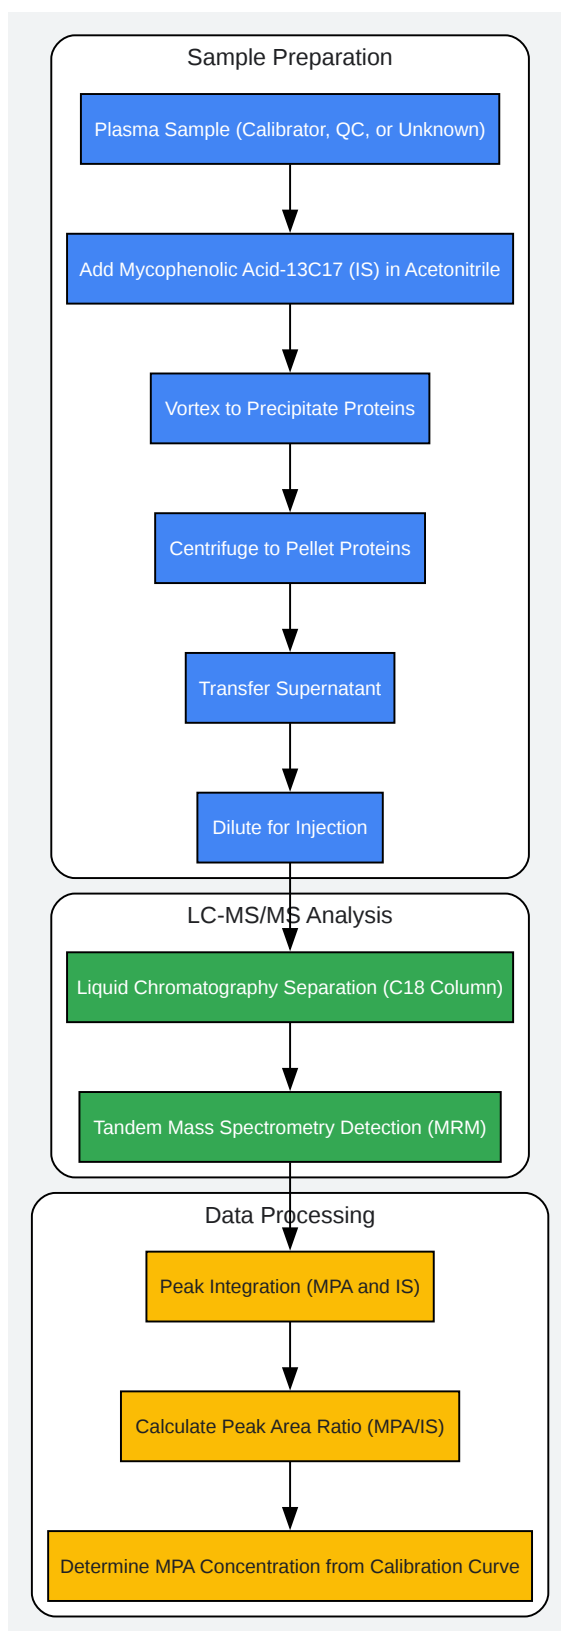 Sample Preparation
Plasma Sample (Calibrator, QC, or Unknown)
Add Mycophenolic Acid-13C17 (IS) in Acetonitrile
Vortex to Precipitate Proteins
Centrifuge to Pellet Proteins
Transfer Supernatant
Dilute for Injection
LC-MS/MS Analysis
Liquid Chromatography Separation (C18 Column)
Tandem Mass Spectrometry Detection (MRM)
Data Processing
Peak Integration (MPA and IS)
Calculate Peak Area Ratio (MPA/IS)
Determine MPA Concentration from Calibration Curve